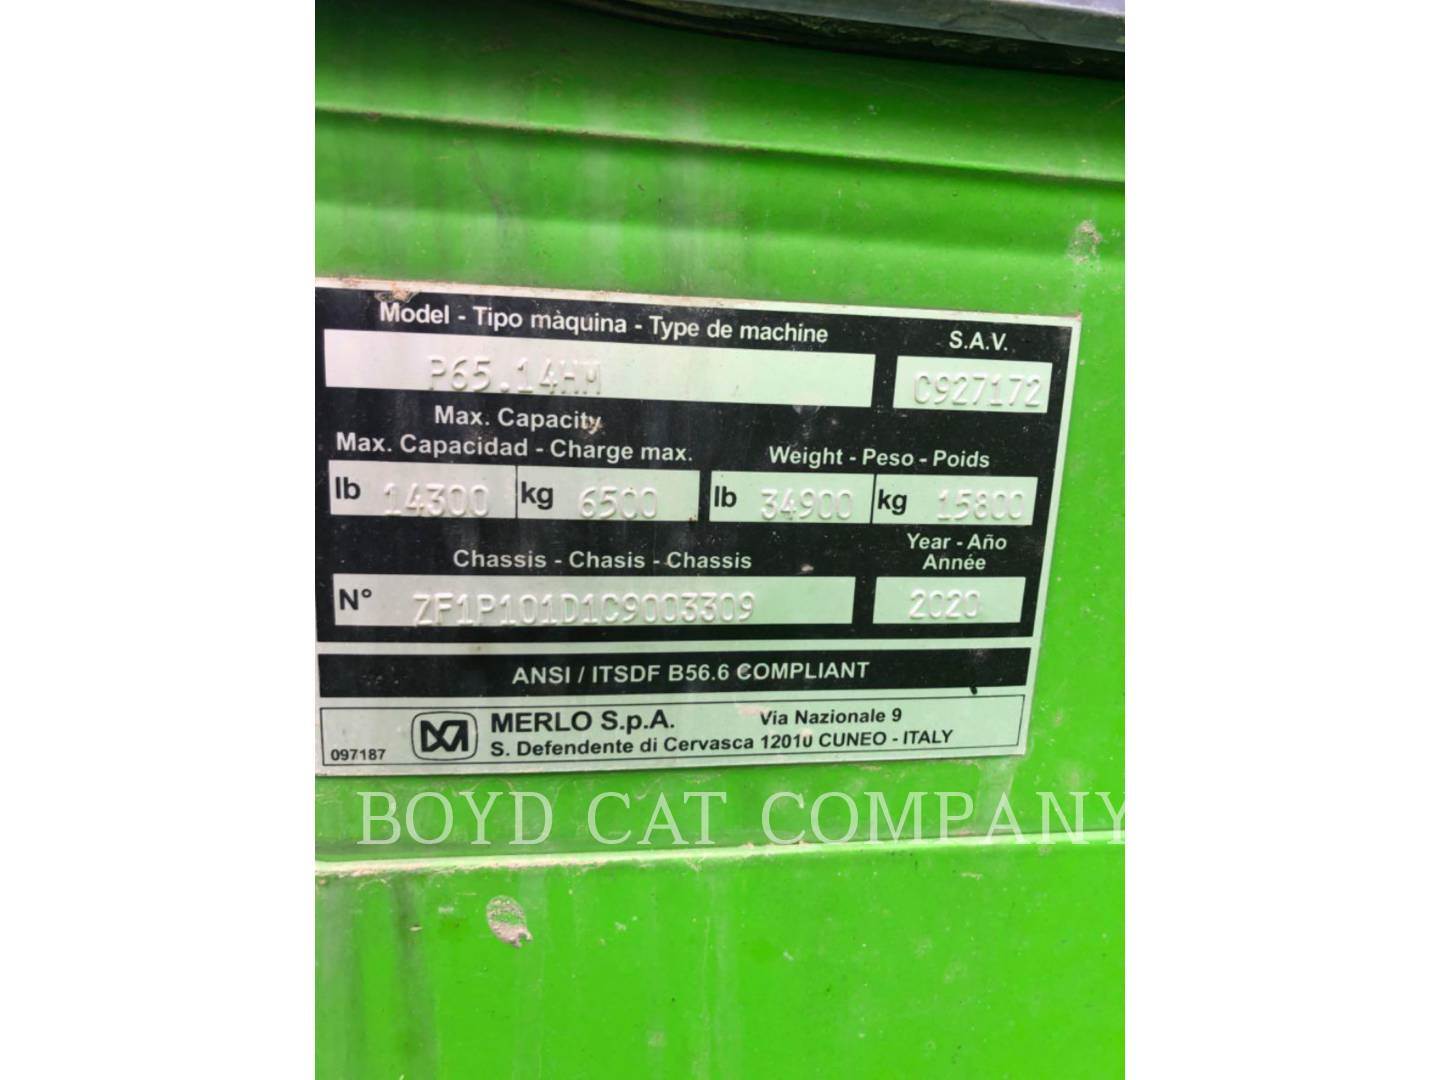 Model - Tipo màquina - Type de machine
S.A.V.
P65.14HM
C927172
Max. Capacity
Max. Capacidad - Charge max.
Weight - Peso - Poids
lb 14300 kg 6500 lb 34900 kg 15800
Chassis - Chasis - Chassis
Year - Año
Année
N° ZF1P101D1C9003309 2020
ANSI / ITSDF B56.6 COMPLIANT
MERLO S.p.A. Via Nazionale 9
097187 S. Defendente di Cervasca 12010 CUNEO - ITALY
BOYD CAT COMPANY